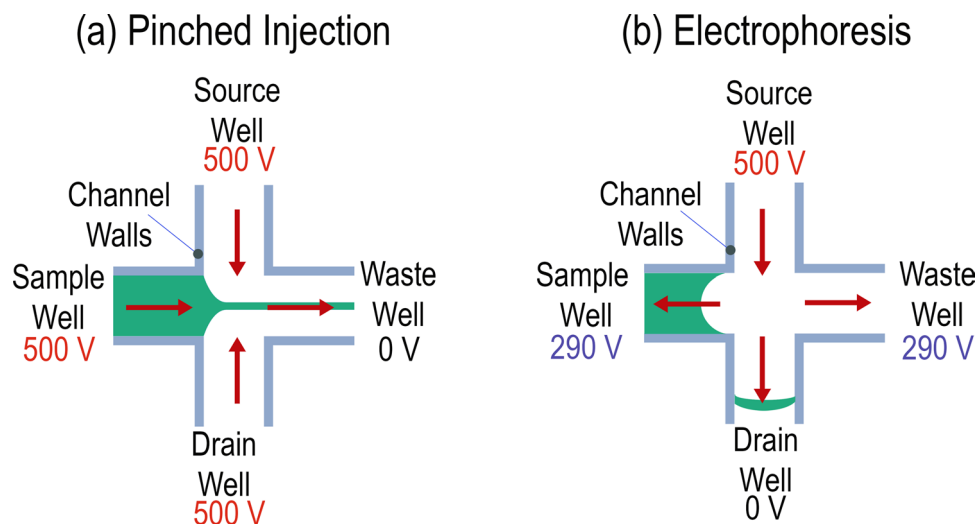 (a) Pinched Injection
Source
Well
500 V
Channel
Walls
Sample
Well
500 V
Waste
Well
0 V
Drain
Well
500 V
(b) Electrophoresis
Source
Well
500 V
Channel
Walls
Sample
Well
290 V
Waste
Well
290 V
Drain
Well
0 V